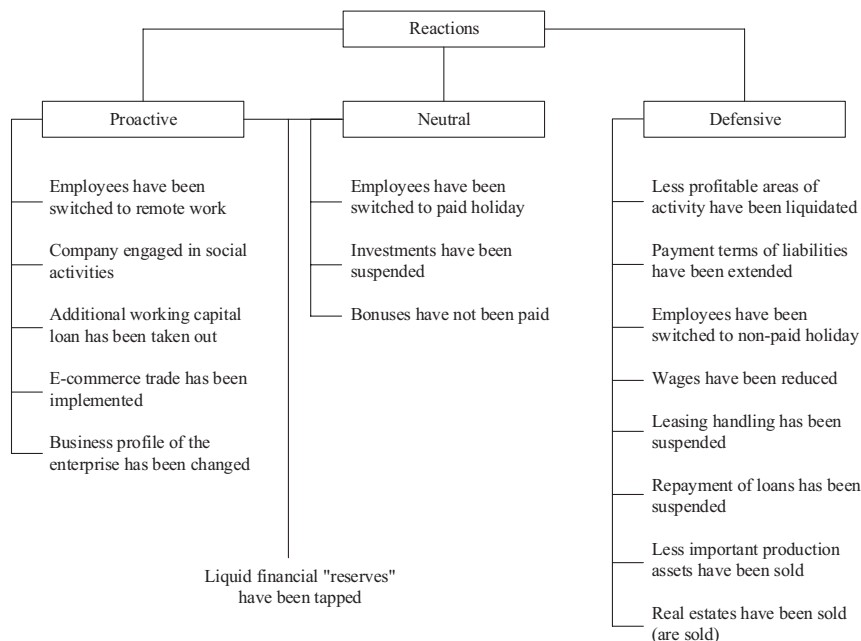 Reactions
Proactive
Neutral
Defensive
Employees have been
switched to remote work
Company engaged in social
activities
Additional working capital
loan has been taken out
E-commerce trade has been
implemented
Business profile of the
enterprise has been changed
Liquid financial "reserves"
have been tapped
Employees have been
switched to paid holiday
Investments have been
suspended
Bonuses have not been paid
Less profitable areas of
activity have been liquidated
Payment terms of liabilities
have been extended
Employees have been
switched to non-paid holiday
Wages have been reduced
Leasing handling has been
suspended
Repayment of loans has been
suspended
Less important production
assets have been sold
Real estates have been sold
(are sold)